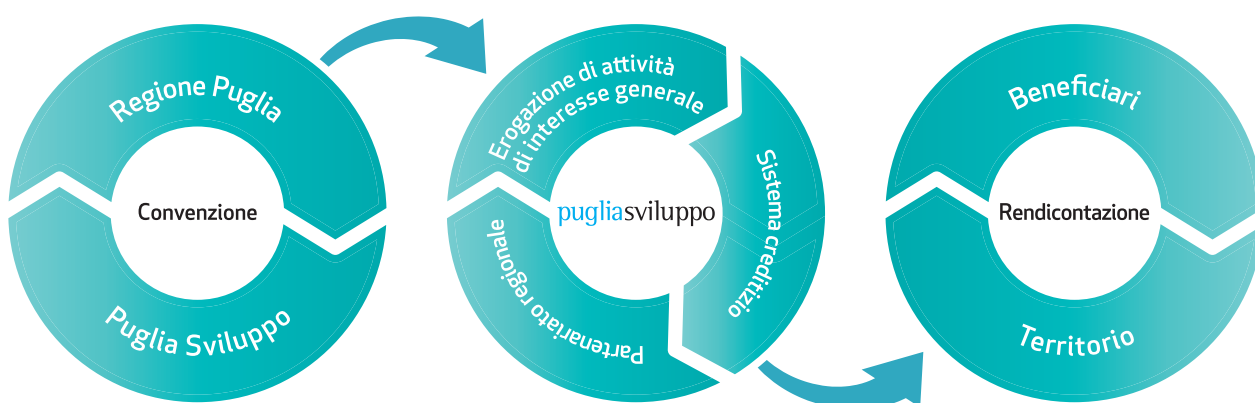 Regione Puglia
Convenzione
Puglia Sviluppo
Erogazione di attività
di interesse generale
Sistema creditizio
pugliasviluppo
Partenariato regionale
Beneficiari
Rendicontazione
Territorio